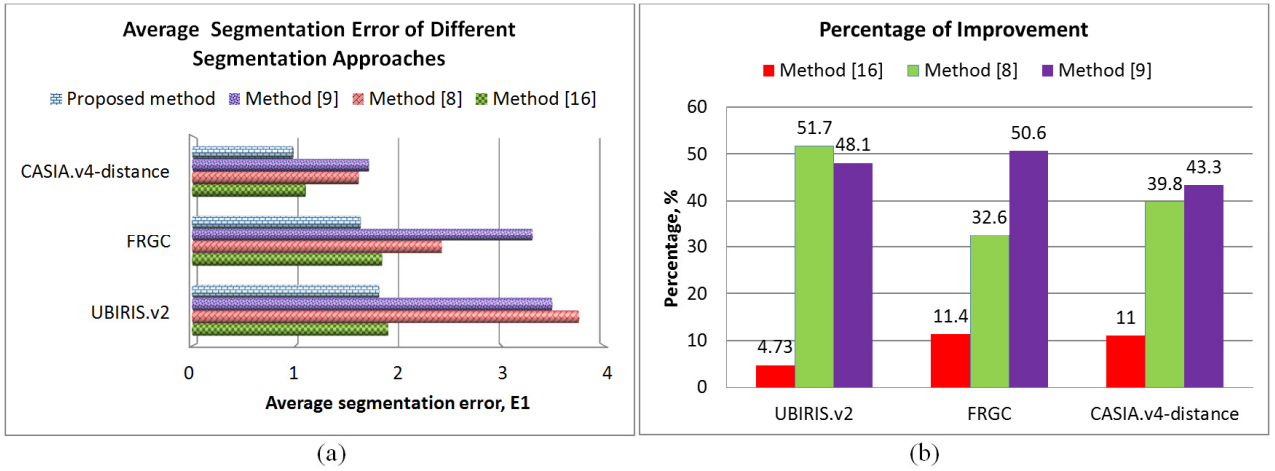 Average Segmentation Error of Different
Segmentation Approaches
Proposed method Method [9] Method [8] Method [16]
CASIA.v4-distance
FRGC
UBIRIS.v2
0 1 2 3 4
Average segmentation error, E1
(a)
Percentage of Improvement
Method [16] Method [8] Method [9]
Percentage, %
60
50
40
30
20
10
0
4.73 51.7 48.1
11.4 32.6 50.6
11 39.8 43.3
UBIRIS.v2 FRGC CASIA.v4-distance
(b)